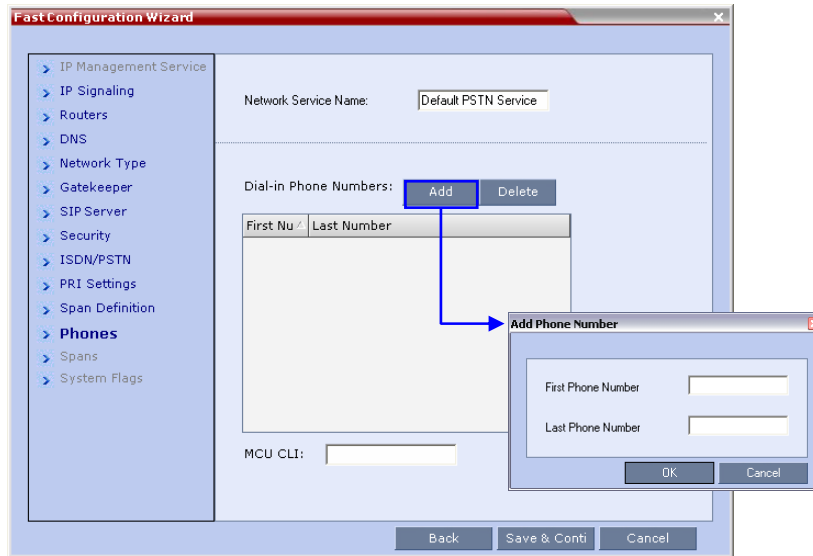 Fast Configuration Wizard
IP Management Service
IP Signaling
Routers
DNS
Network Type
Gatekeeper
SIP Server
Security
ISDN/PSTN
PRI Settings
Span Definition
Phones
Spans
System Flags
Network Service Name: Default PSTN Service
Dial-in Phone Numbers: Add Delete
First Nu Last Number
MCU CLI:
Add Phone Number
First Phone Number
Last Phone Number
OK Cancel
Back Save & Conti Cancel